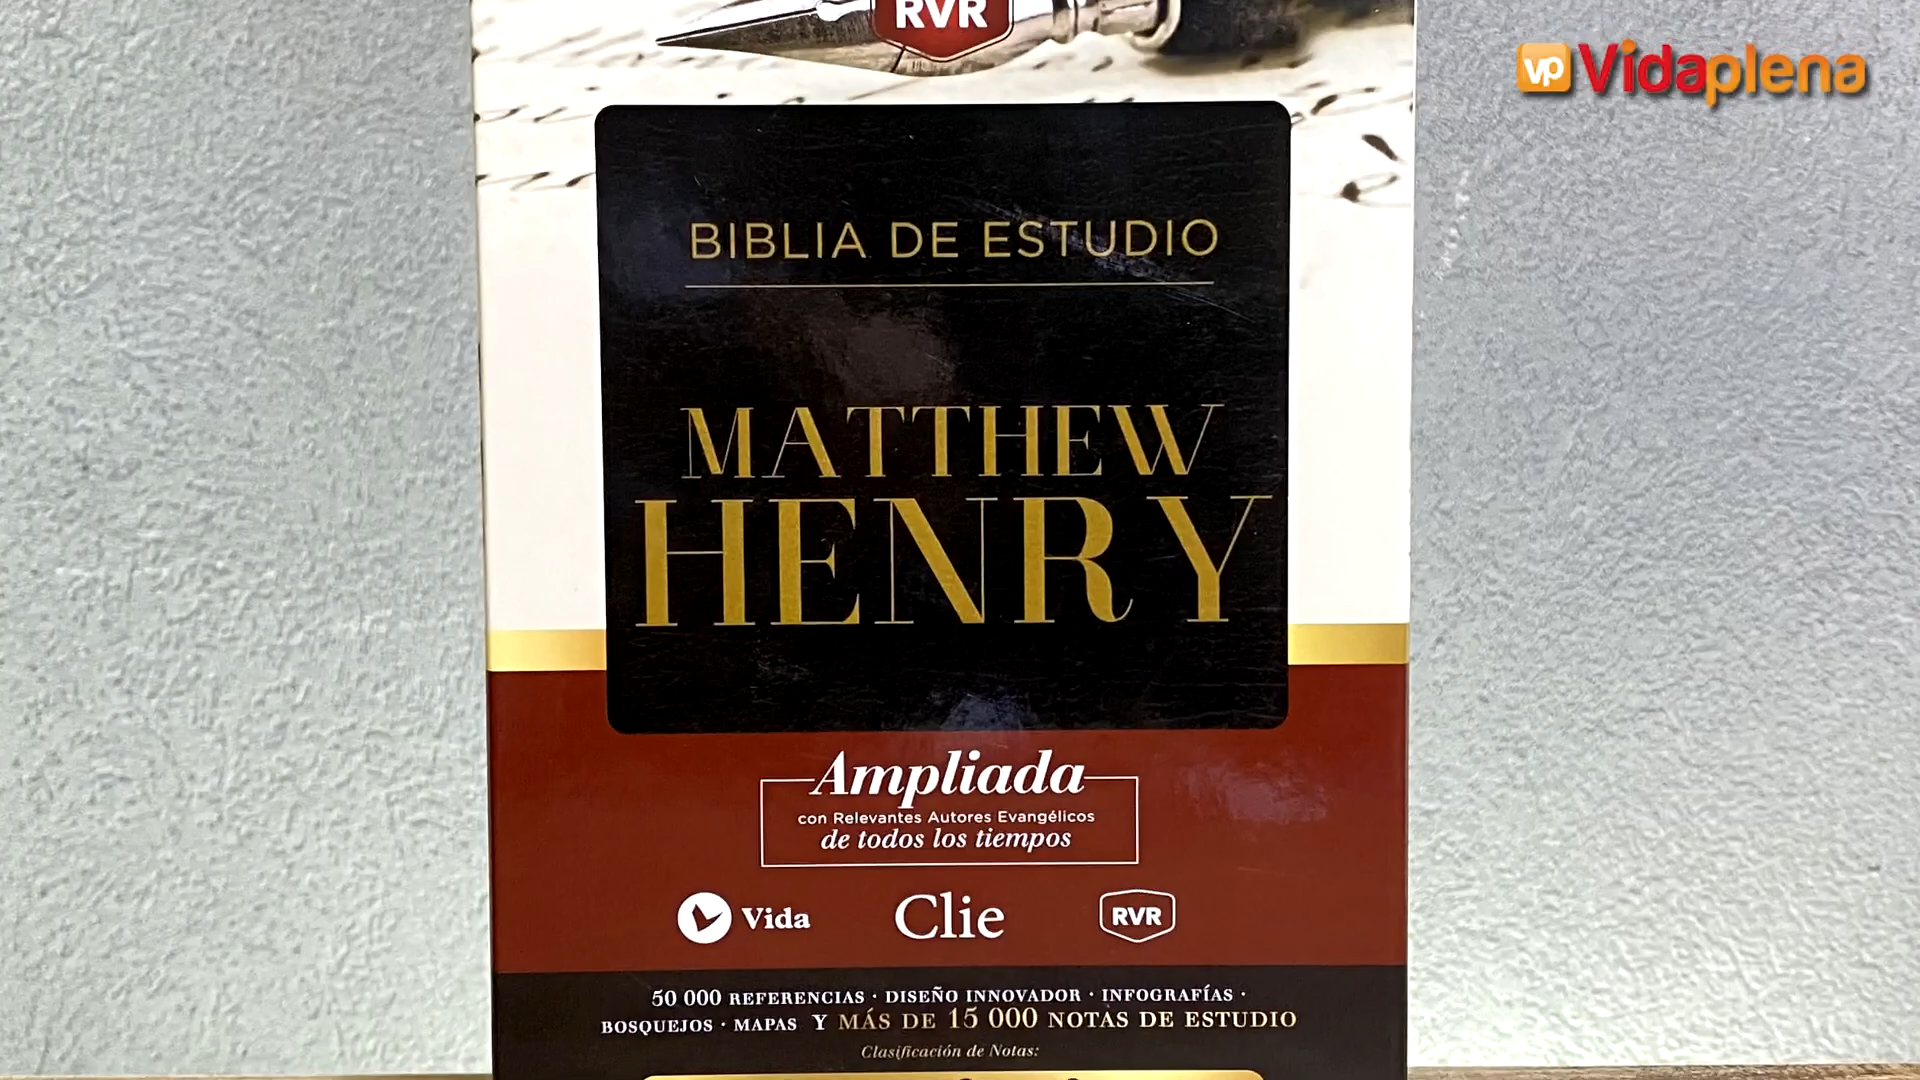 RVR
vp Vidaplena
BIBLIA DE ESTUDIO
MATTHEW
HENRY
Ampliada
con Relevantes Autores Evangélicos
de todos los tiempos
Vida Clie RVR
50 000 REFERENCIAS · DISEÑO INNOVADOR · INFOGRAFÍAS ·
BOSQUEJOS · MAPAS Y MÁS DE 15 000 NOTAS DE ESTUDIO
Clasificación de Notas: